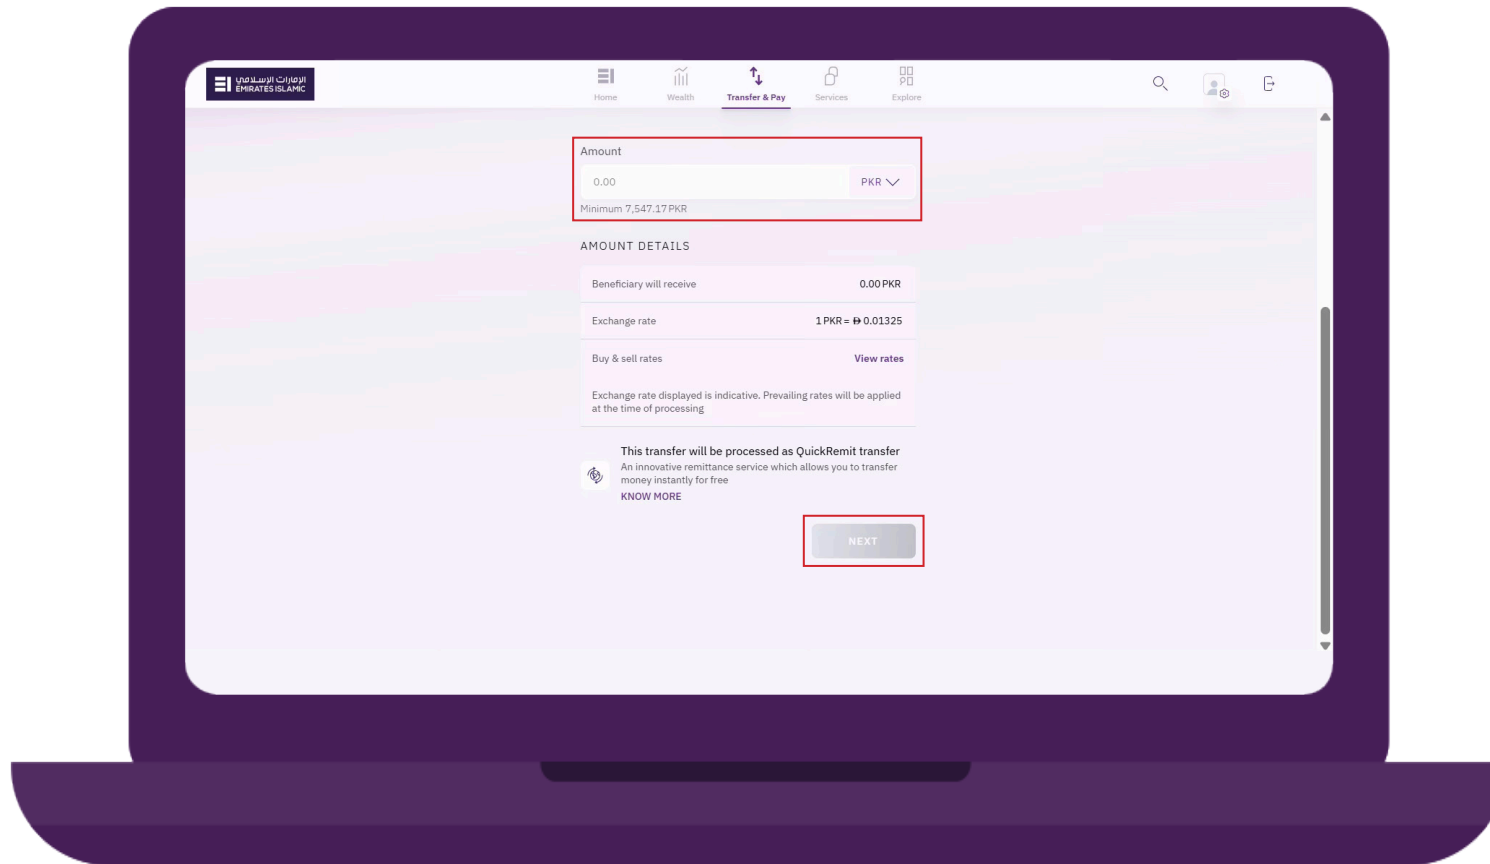 الإمارات الإسلامي
EMIRATES ISLAMIC
Home
Wealth
Transfer & Pay
Services
Explore
Amount
0.00
PKR
Minimum 7,547.17 PKR
AMOUNT DETAILS
Beneficiary will receive 0.00 PKR
Exchange rate 1 PKR = Đ 0.01325
Buy & sell rates View rates
Exchange rate displayed is indicative. Prevailing rates will be applied
at the time of processing
This transfer will be processed as QuickRemit transfer
An innovative remittance service which allows you to transfer
money instantly for free
KNOW MORE
NEXT